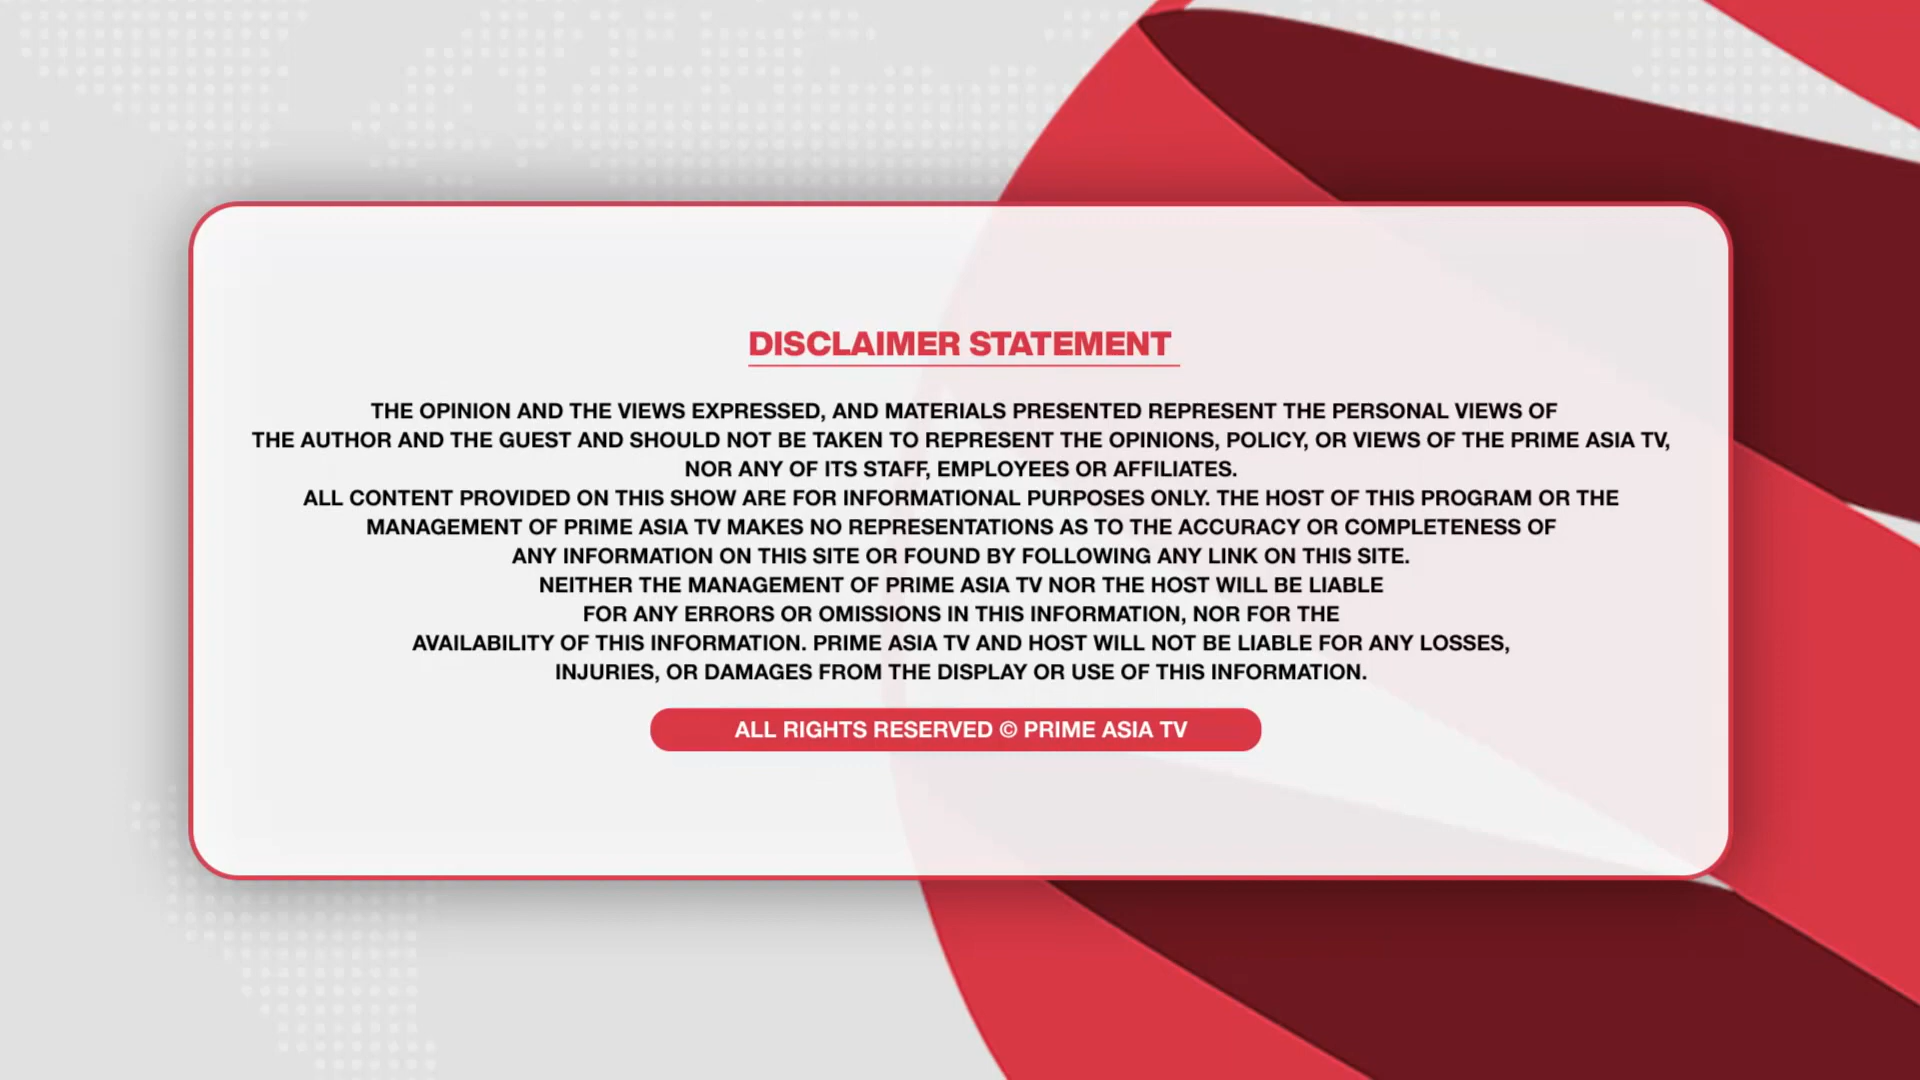 DISCLAIMER STATEMENT
THE OPINION AND THE VIEWS EXPRESSED, AND MATERIALS PRESENTED REPRESENT THE PERSONAL VIEWS OF
THE AUTHOR AND THE GUEST AND SHOULD NOT BE TAKEN TO REPRESENT THE OPINIONS, POLICY, OR VIEWS OF THE PRIME ASIA TV,
NOR ANY OF ITS STAFF, EMPLOYEES OR AFFILIATES.
ALL CONTENT PROVIDED ON THIS SHOW ARE FOR INFORMATIONAL PURPOSES ONLY. THE HOST OF THIS PROGRAM OR THE
MANAGEMENT OF PRIME ASIA TV MAKES NO REPRESENTATIONS AS TO THE ACCURACY OR COMPLETENESS OF
ANY INFORMATION ON THIS SITE OR FOUND BY FOLLOWING ANY LINK ON THIS SITE.
NEITHER THE MANAGEMENT OF PRIME ASIA TV NOR THE HOST WILL BE LIABLE
FOR ANY ERRORS OR OMISSIONS IN THIS INFORMATION, NOR FOR THE
AVAILABILITY OF THIS INFORMATION. PRIME ASIA TV AND HOST WILL NOT BE LIABLE FOR ANY LOSSES,
INJURIES, OR DAMAGES FROM THE DISPLAY OR USE OF THIS INFORMATION.
ALL RIGHTS RESERVED © PRIME ASIA TV